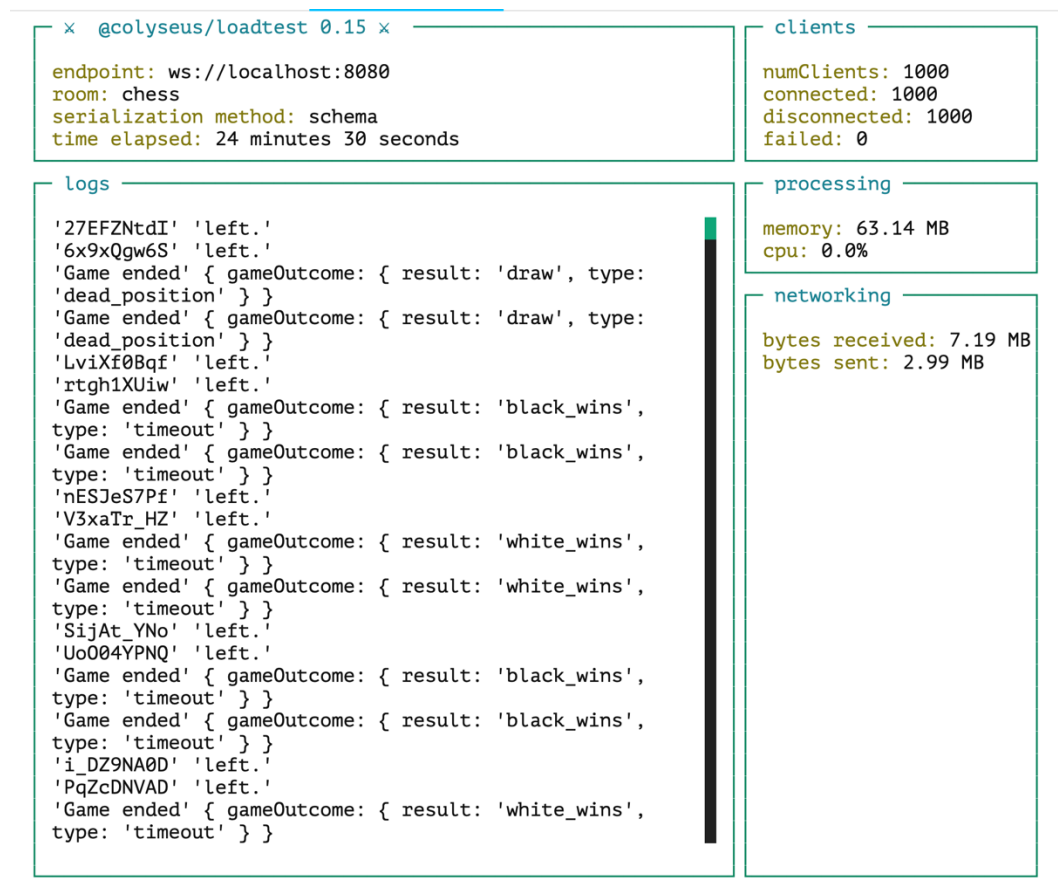 ⚔ @colyseus/loadtest 0.15 ⚔
endpoint: ws://localhost:8080
room: chess
serialization method: schema
time elapsed: 24 minutes 30 seconds
clients
numClients: 1000
connected: 1000
disconnected: 1000
failed: 0
logs
'27EFZNtdI' 'left.'
'6x9xQgw6S' 'left.'
'Game ended' { gameOutcome: { result: 'draw', type:
'dead_position' } }
'Game ended' { gameOutcome: { result: 'draw', type:
'dead_position' } }
'LviXf0Bqf' 'left.'
'rtgh1XUiw' 'left.'
'Game ended' { gameOutcome: { result: 'black_wins',
type: 'timeout' } }
'Game ended' { gameOutcome: { result: 'black_wins',
type: 'timeout' } }
'nESJeS7Pf' 'left.'
'V3xaTr_HZ' 'left.'
'Game ended' { gameOutcome: { result: 'white_wins',
type: 'timeout' } }
'Game ended' { gameOutcome: { result: 'white_wins',
type: 'timeout' } }
'SijAt_YNo' 'left.'
'UoO04YPNQ' 'left.'
'Game ended' { gameOutcome: { result: 'black_wins',
type: 'timeout' } }
'Game ended' { gameOutcome: { result: 'black_wins',
type: 'timeout' } }
'i_DZ9NA0D' 'left.'
'PqZcDNVAD' 'left.'
'Game ended' { gameOutcome: { result: 'white_wins',
type: 'timeout' } }
processing
memory: 63.14 MB
cpu: 0.0%
networking
bytes received: 7.19 MB
bytes sent: 2.99 MB